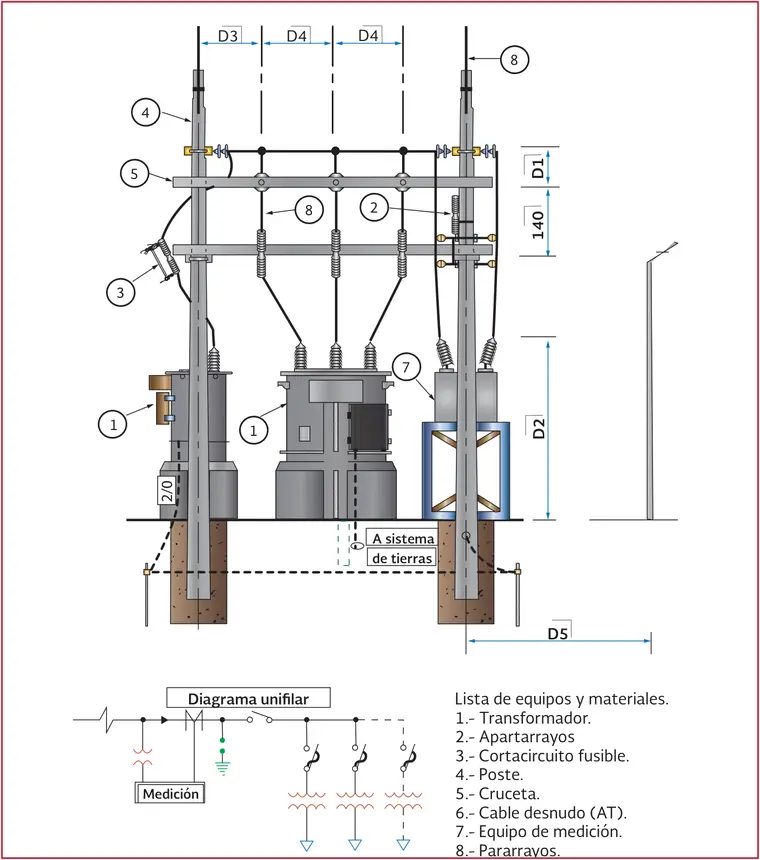 D3 D4 D4
8
4
D1
5
8 2
140
3
7
1 1
D2
2/0
A sistema
de tierras
D5
Diagrama unifilar
Medición
Lista de equipos y materiales.
1.- Transformador.
2.- Apartarrayos
3.- Cortacircuito fusible.
4.- Poste.
5.- Cruceta.
6.- Cable desnudo (AT).
7.- Equipo de medición.
8.- Pararrayos.